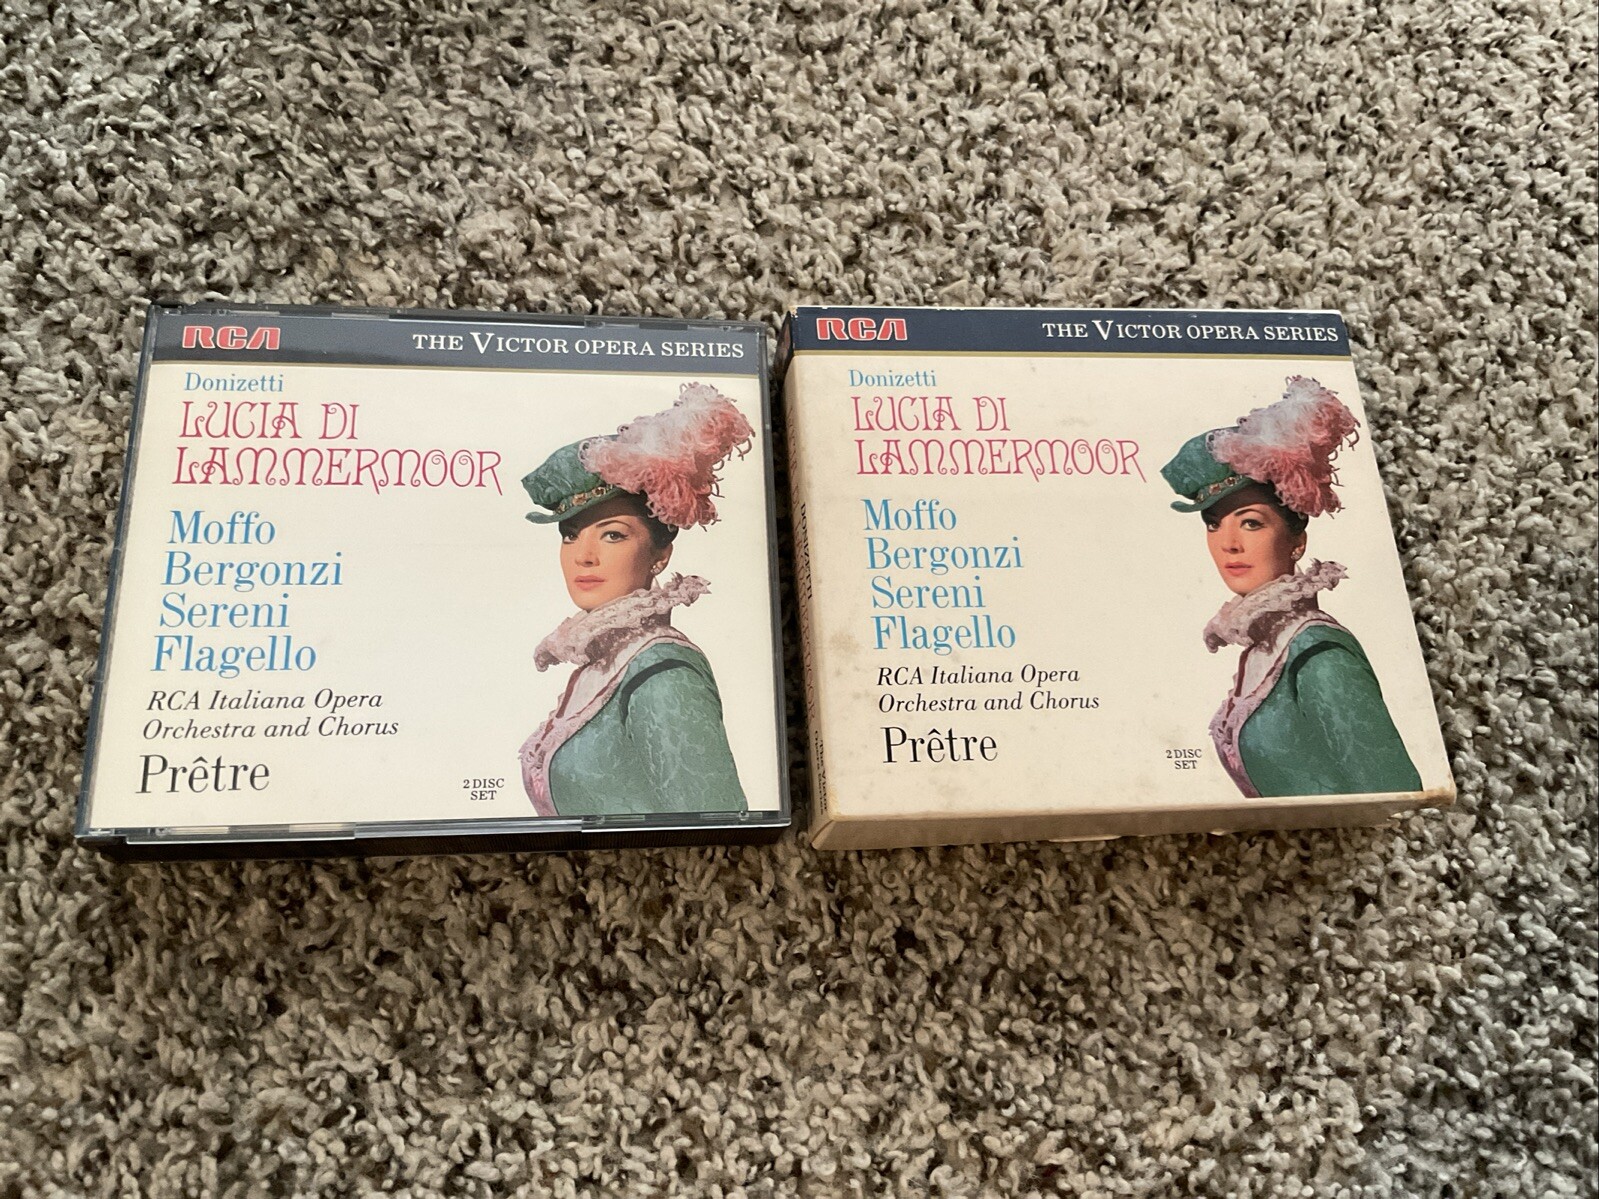 RCA
THE VICTOR OPERA SERIES
Donizetti
LUCIA DI
LAMMERMOOR
Moffo
Bergonzi
Sereni
Flagello
RCA Italiana Opera
Orchestra and Chorus
Prêtre
2 DISC
SET
RCA
THE VICTOR OPERA SERIES
Donizetti
LUCIA DI
LAMMERMOOR
Moffo
Bergonzi
Sereni
Flagello
RCA Italiana Opera
Orchestra and Chorus
Prêtre
2 DISC
SET
DONIZETTI